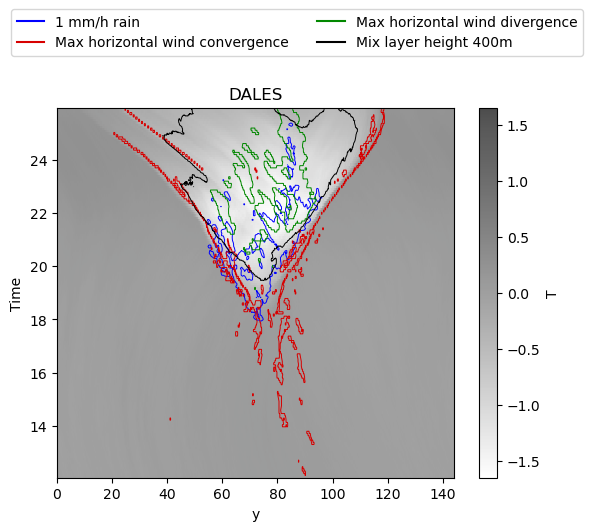 1 mm/h rain
Max horizontal wind convergence
Max horizontal wind divergence
Mix layer height 400m
DALES
24
22
20
18
16
14
Time
0 20 40 60 80 100 120 140
y
1.5
1.0
0.5
0.0
−0.5
−1.0
−1.5
T